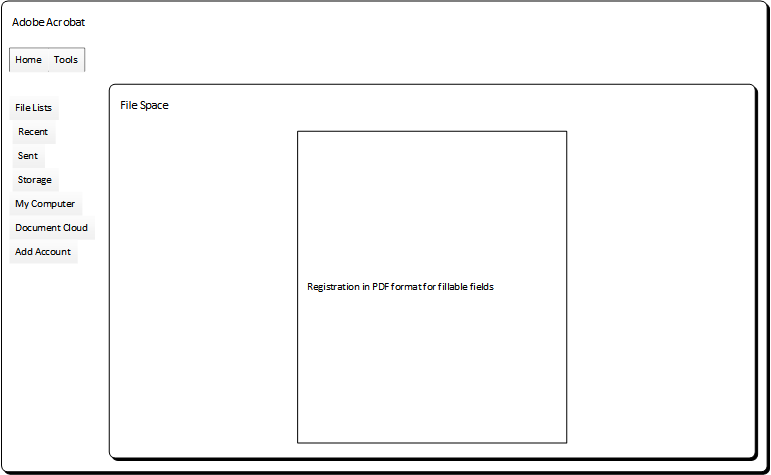 Adobe Acrobat
Home Tools
File Lists
Recent
Sent
Storage
My Computer
Document Cloud
Add Account
File Space
Registration in PDF format for fillable fields